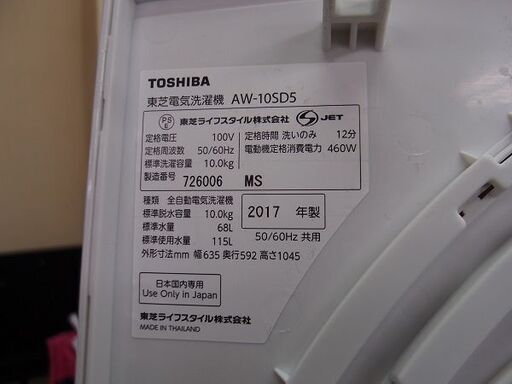 TOSHIBA
東芝電気洗濯機 AW-10SD5
PS E 東芝ライフスタイル株式会社 S JET
定格電圧 100V 定格時間 洗いのみ 12分
定格周波数 50/60Hz 電動機定格消費電力 460W
標準洗濯容量 10.0kg
製造番号 726006 MS
種類 全自動電気洗濯機
標準脱水容量 10.0kg 2017 年製
標準水量 68L
標準使用水量 115L 50/60Hz 共用
外形寸法mm 幅635 奥行592 高さ1045
日本国内専用
Use Only in Japan
東芝ライフスタイル株式会社
MADE IN THAILAND